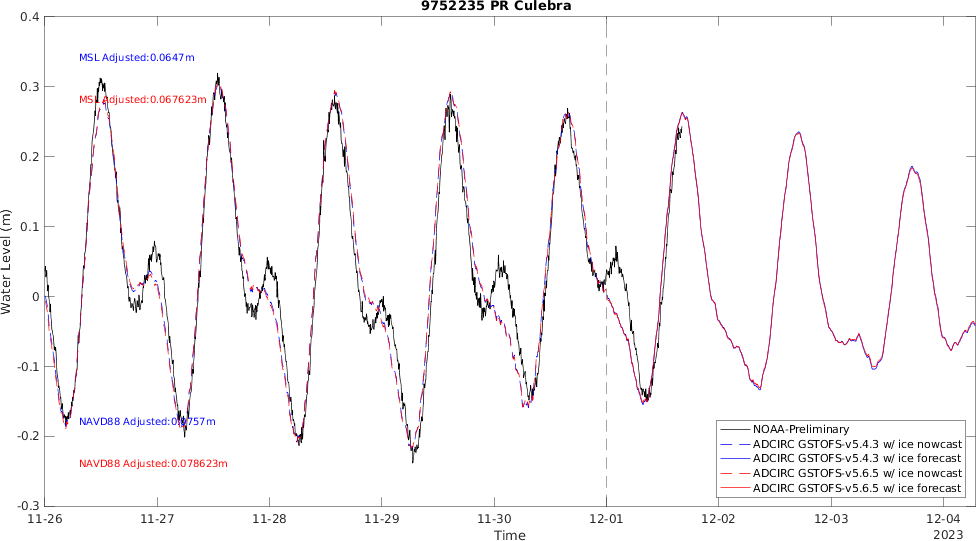 9752235 PR Culebra
0.4
0.3
0.2
0.1
0
-0.1
-0.2
-0.3
Water Level (m)
MSL Adjusted:0.0647m
MSL Adjusted:0.067623m
NAVD88 Adjusted:0.0757m
NAVD88 Adjusted:0.078623m
NOAA-Preliminary
ADCIRC GSTOFS-v5.4.3 w/ ice nowcast
ADCIRC GSTOFS-v5.4.3 w/ ice forecast
ADCIRC GSTOFS-v5.6.5 w/ ice nowcast
ADCIRC GSTOFS-v5.6.5 w/ ice forecast
11-26 11-27 11-28 11-29 11-30 12-01 12-02 12-03 12-04
Time
2023